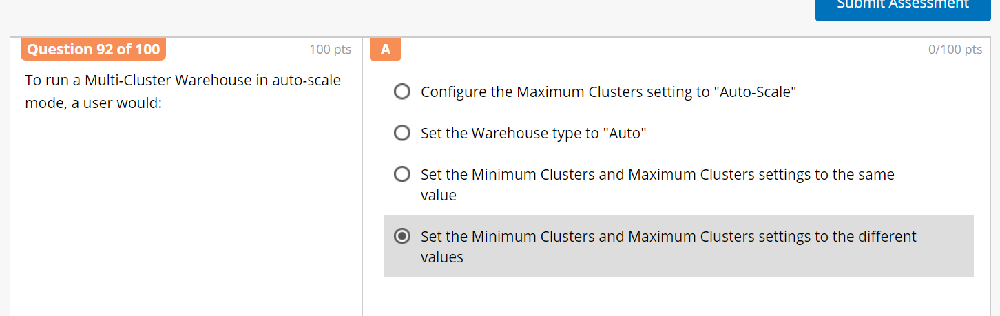 Submit Assessment
Question 92 of 100
100 pts
To run a Multi-Cluster Warehouse in auto-scale
mode, a user would:
A
0/100 pts
Configure the Maximum Clusters setting to "Auto-Scale"
Set the Warehouse type to "Auto"
Set the Minimum Clusters and Maximum Clusters settings to the same
value
Set the Minimum Clusters and Maximum Clusters settings to the different
values